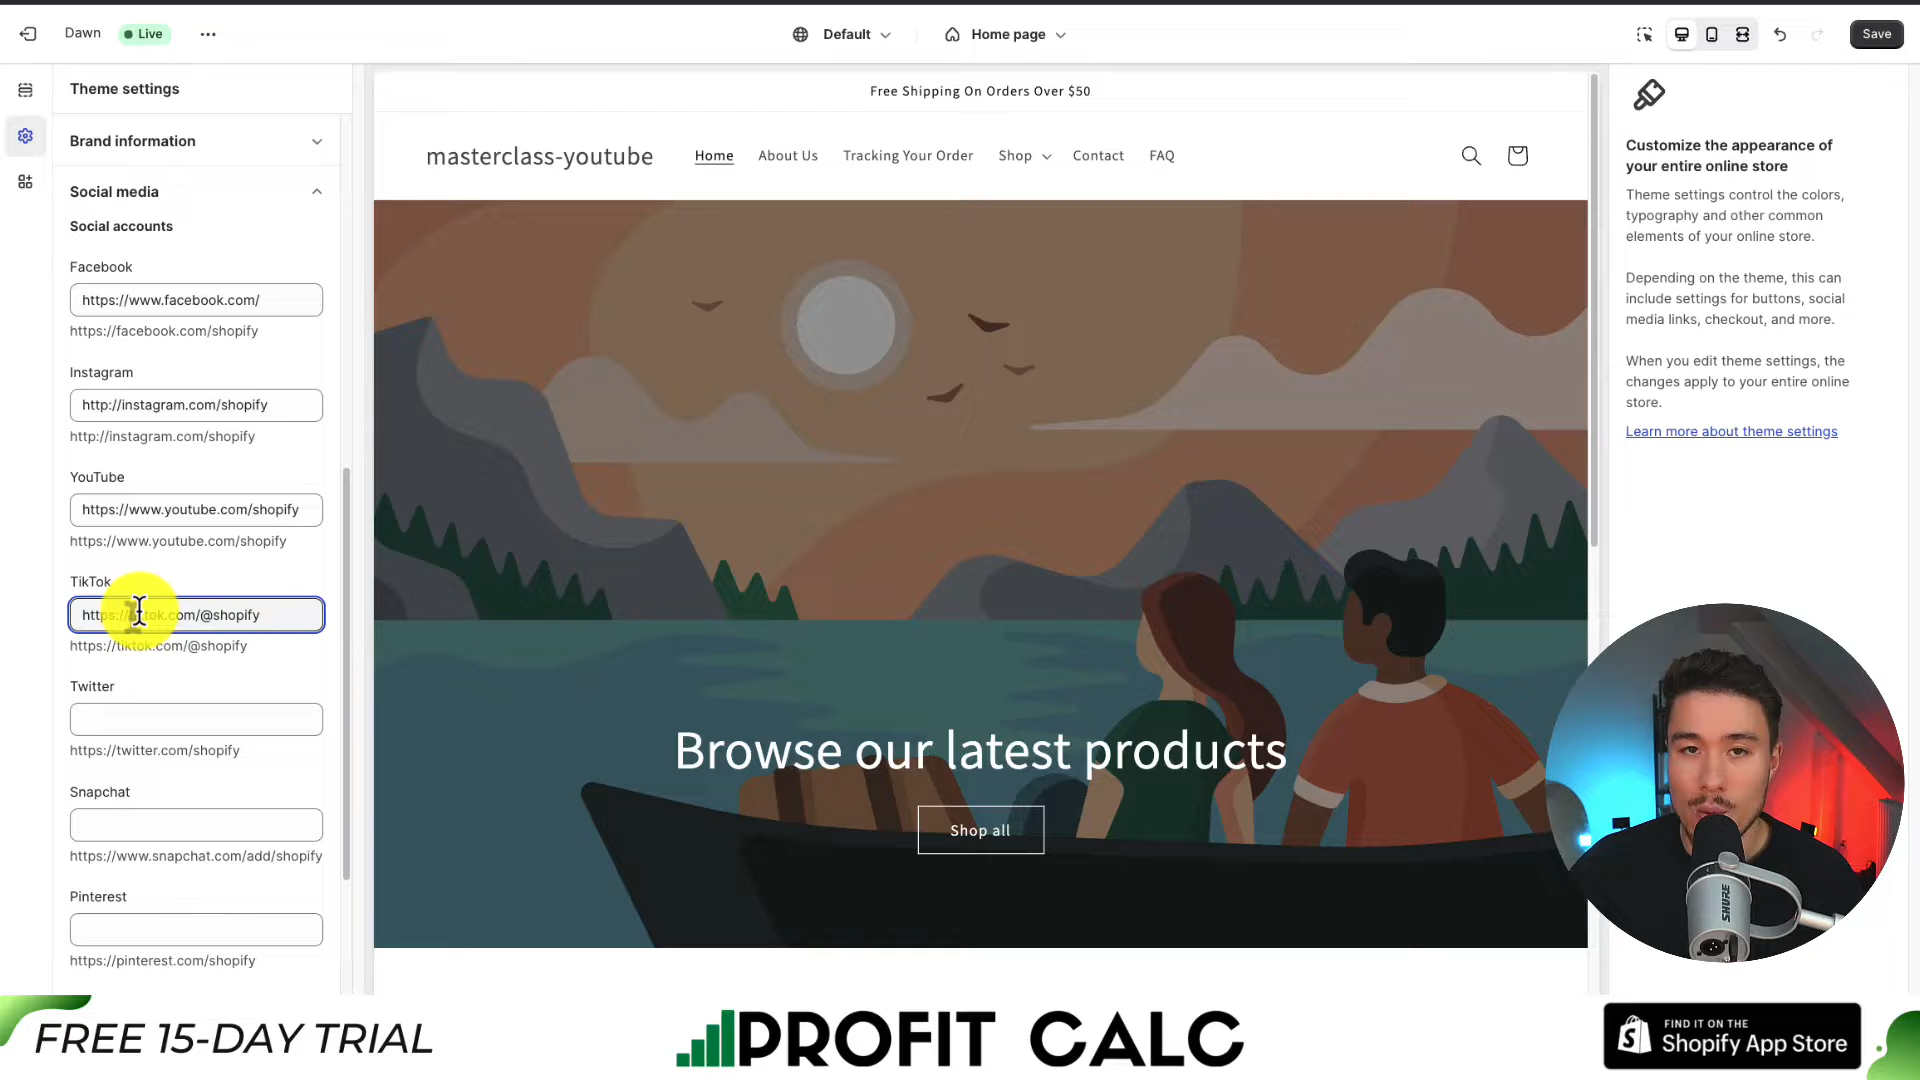 Dawn
Live
Default
Home page
Save
Theme settings
Brand information
Social media
Social accounts
Facebook
https://www.facebook.com/
https://facebook.com/shopify
Instagram
http://instagram.com/shopify
http://instagram.com/shopify
YouTube
https://www.youtube.com/shopify
https://www.youtube.com/shopify
TikTok
https://tiktok.com/@shopify
https://tiktok.com/@shopify
Twitter
https://twitter.com/shopify
Snapchat
https://www.snapchat.com/add/shopify
Pinterest
https://pinterest.com/shopify
Free Shipping On Orders Over $50
masterclass-youtube
Home
About Us
Tracking Your Order
Shop
Contact
FAQ
Browse our latest products
Shop all
Customize the appearance of
your entire online store
Theme settings control the colors,
typography and other common
elements of your online store.
Depending on the theme, this can
include settings for buttons, social
media links, checkout, and more.
When you edit theme settings, the
changes apply to your entire online
store.
Learn more about theme settings
SHURE
FREE 15-DAY TRIAL
PROFIT CALC
FIND IT ON THE
Shopify App Store